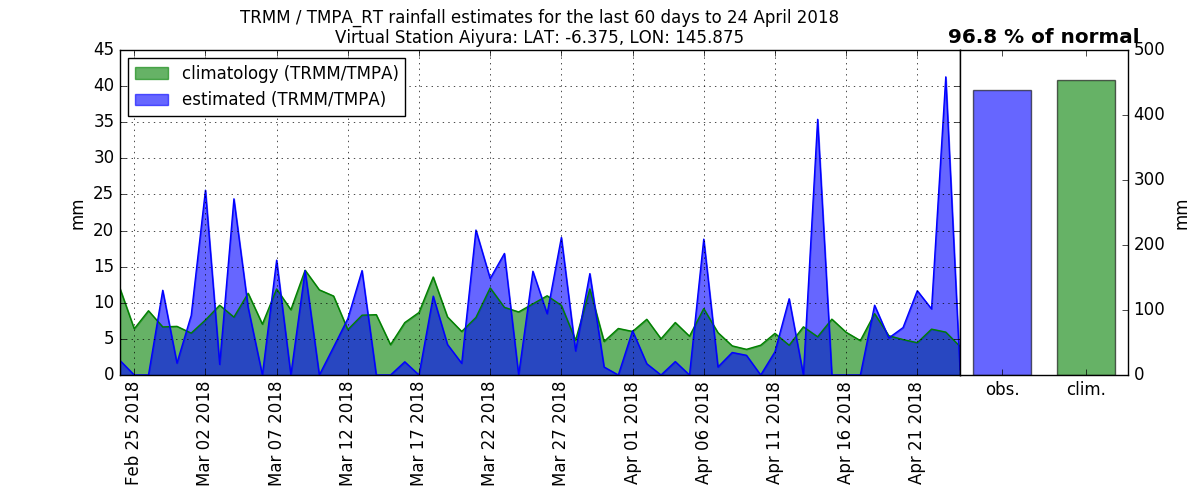 TRMM / TMPA_RT rainfall estimates for the last 60 days to 24 April 2018
Virtual Station Aiyura: LAT: -6.375, LON: 145.875
96.8 % of normal
climatology (TRMM/TMPA)
estimated (TRMM/TMPA)
mm
45
40
35
30
25
20
15
10
5
0
Feb 25 2018
Mar 02 2018
Mar 07 2018
Mar 12 2018
Mar 17 2018
Mar 22 2018
Mar 27 2018
Apr 01 2018
Apr 06 2018
Apr 11 2018
Apr 16 2018
Apr 21 2018
obs.
clim.
500
400
300
200
100
0
mm